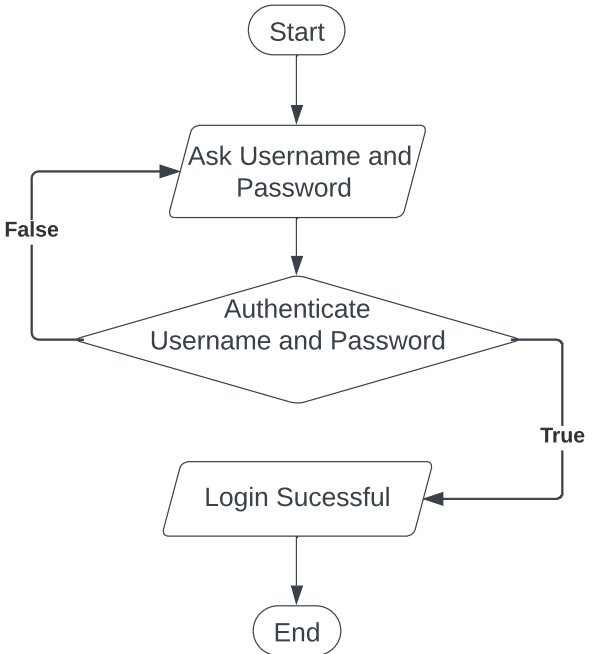 Start
Ask Username and
Password
False
Authenticate
Username and Password
True
Login Sucessful
End